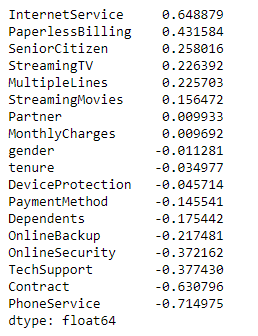 InternetService 0.648879
PaperlessBilling 0.431584
SeniorCitizen 0.258016
StreamingTV 0.226392
MultipleLines 0.225703
StreamingMovies 0.156472
Partner 0.009933
MonthlyCharges 0.009692
gender -0.011281
tenure -0.034977
DeviceProtection -0.045714
PaymentMethod -0.145541
Dependents -0.175442
OnlineBackup -0.217481
OnlineSecurity -0.372162
TechSupport -0.377430
Contract -0.630796
PhoneService -0.714975
dtype: float64